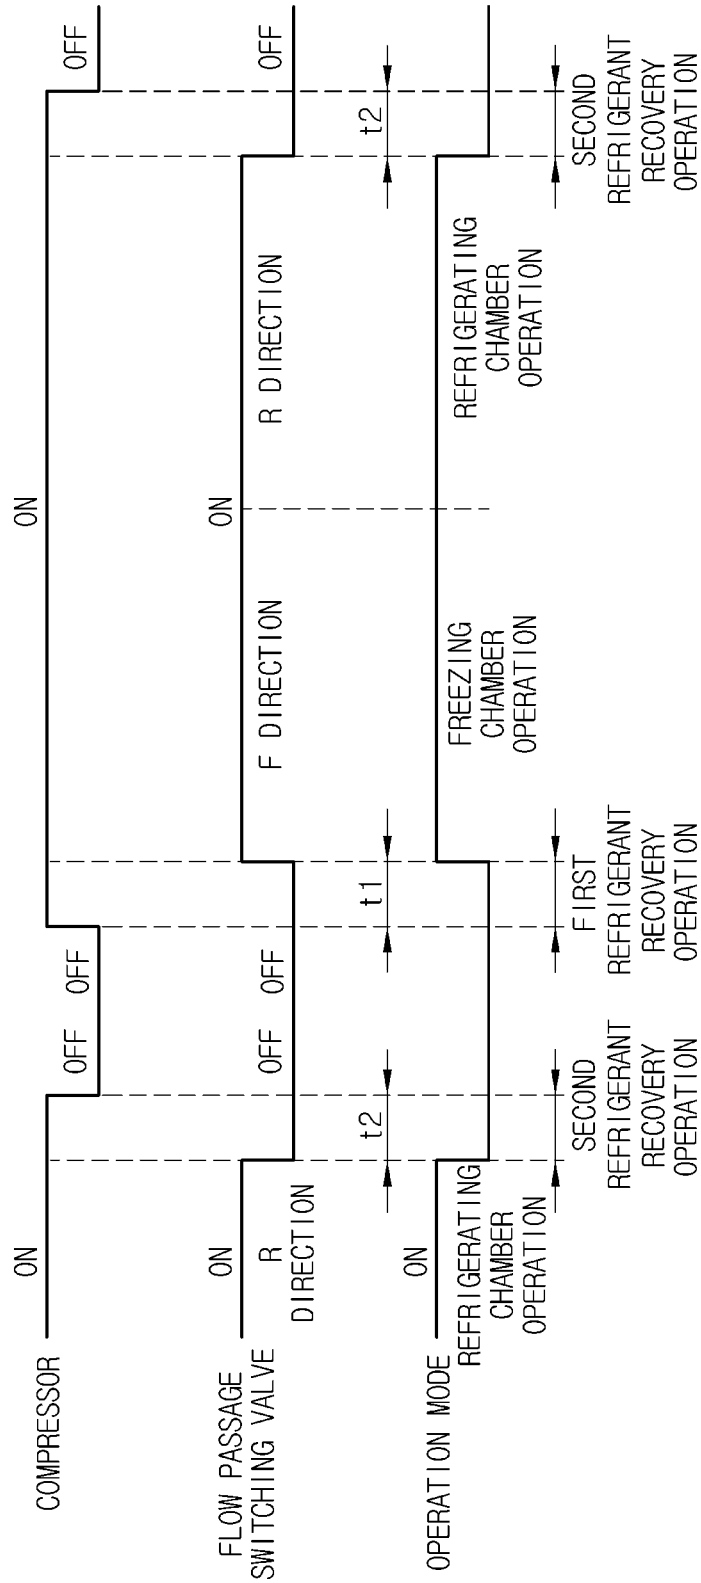 COMPRESSOR
ON
OFF
OFF
ON
OFF
FLOW PASSAGE
SWITCHING VALVE
ON
R
DIRECTION
OFF
OFF
F DIRECTION
ON
R DIRECTION
OFF
t2
t1
t2
OPERATION MODE
ON
REFRIGERATING
CHAMBER
OPERATION
FREEZING
CHAMBER
OPERATION
REFRIGERATING
CHAMBER
OPERATION
SECOND
REFRIGERANT
RECOVERY
OPERATION
FIRST
REFRIGERANT
RECOVERY
OPERATION
SECOND
REFRIGERANT
RECOVERY
OPERATION